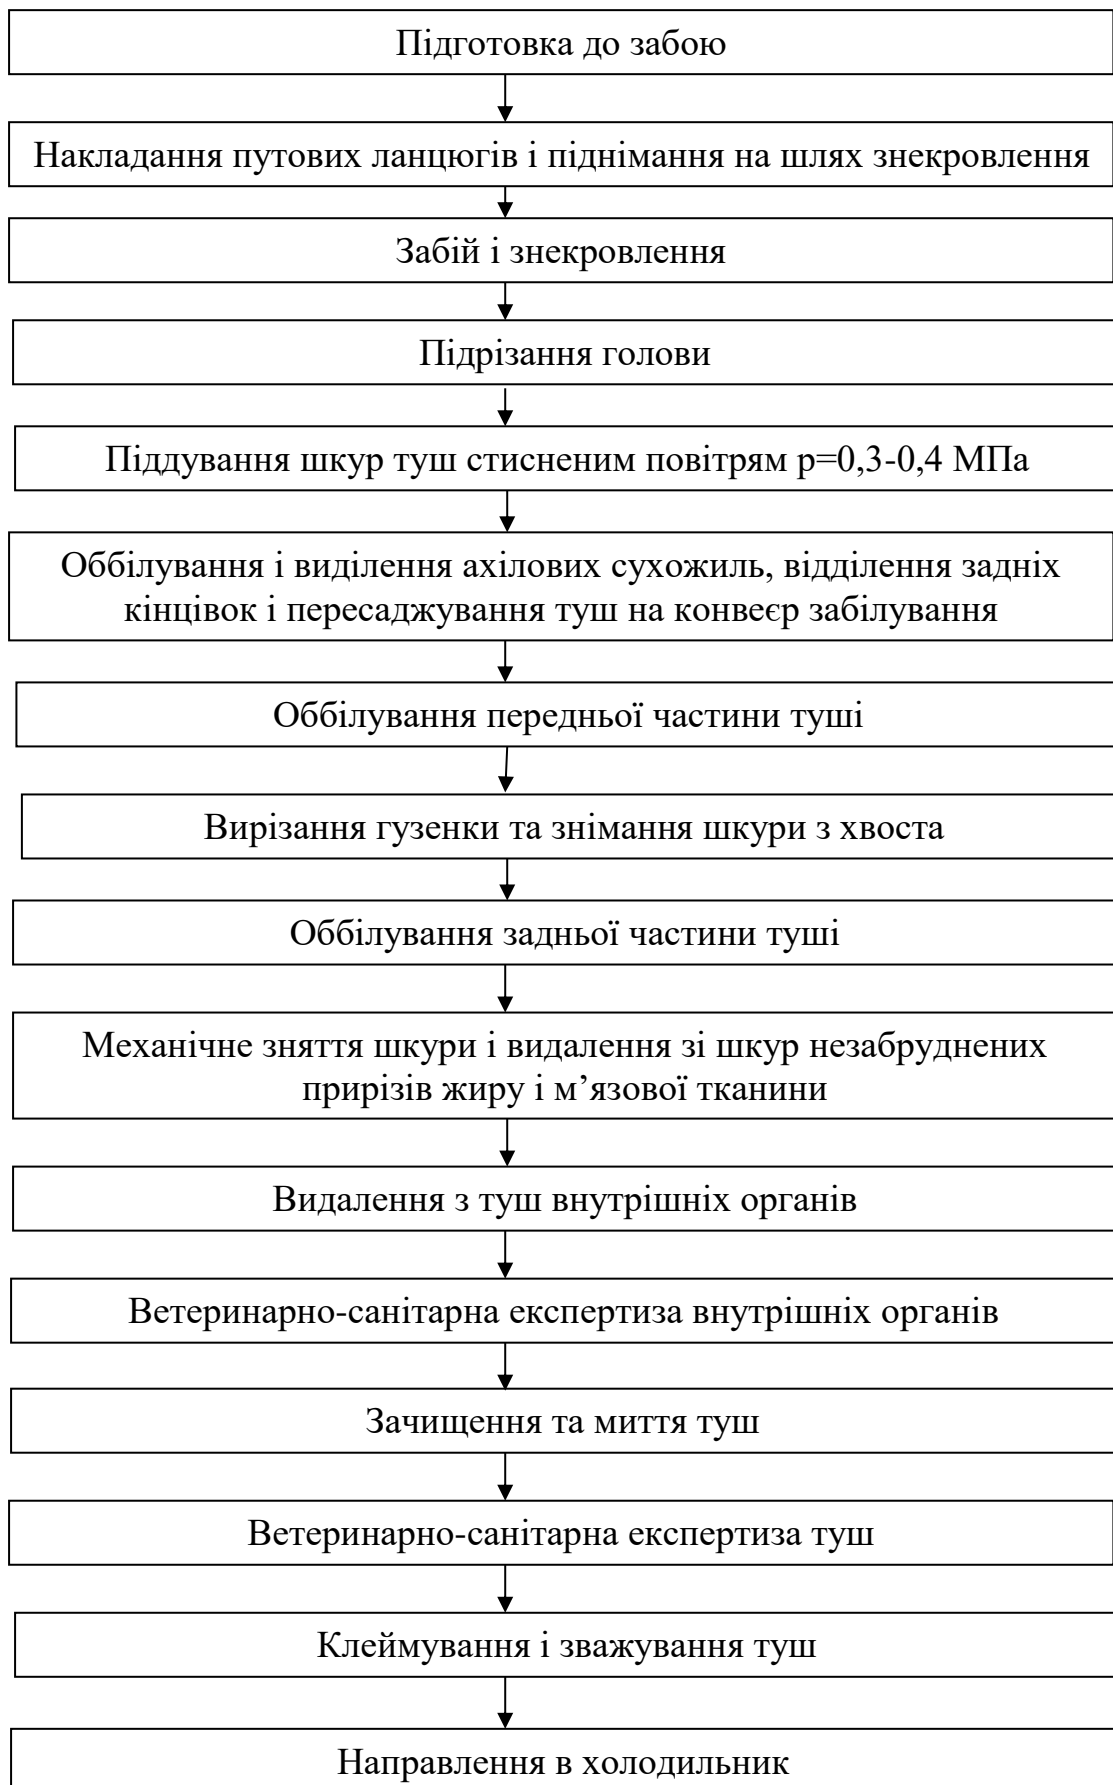 Підготовка до забою
Накладання путових ланцюгів і піднімання на шлях знекровлення
Забій і знекровлення
Підрізання голови
Піддування шкур туш стисненим повітрям р=0,3-0,4 МПа
Оббілування і виділення ахілових сухожиль, відділення задніх
кінцівок і пересаджування туш на конвеєр забілування
Оббілування передньої частини туші
Вирізання гузенки та знімання шкури з хвоста
Оббілування задньої частини туші
Механічне зняття шкури і видалення зі шкур незабруднених
прирізів жиру і м’язової тканини
Видалення з туш внутрішніх органів
Ветеринарно-санітарна експертиза внутрішніх органів
Зачищення та миття туш
Ветеринарно-санітарна експертиза туш
Клеймування і зважування туш
Направлення в холодильник